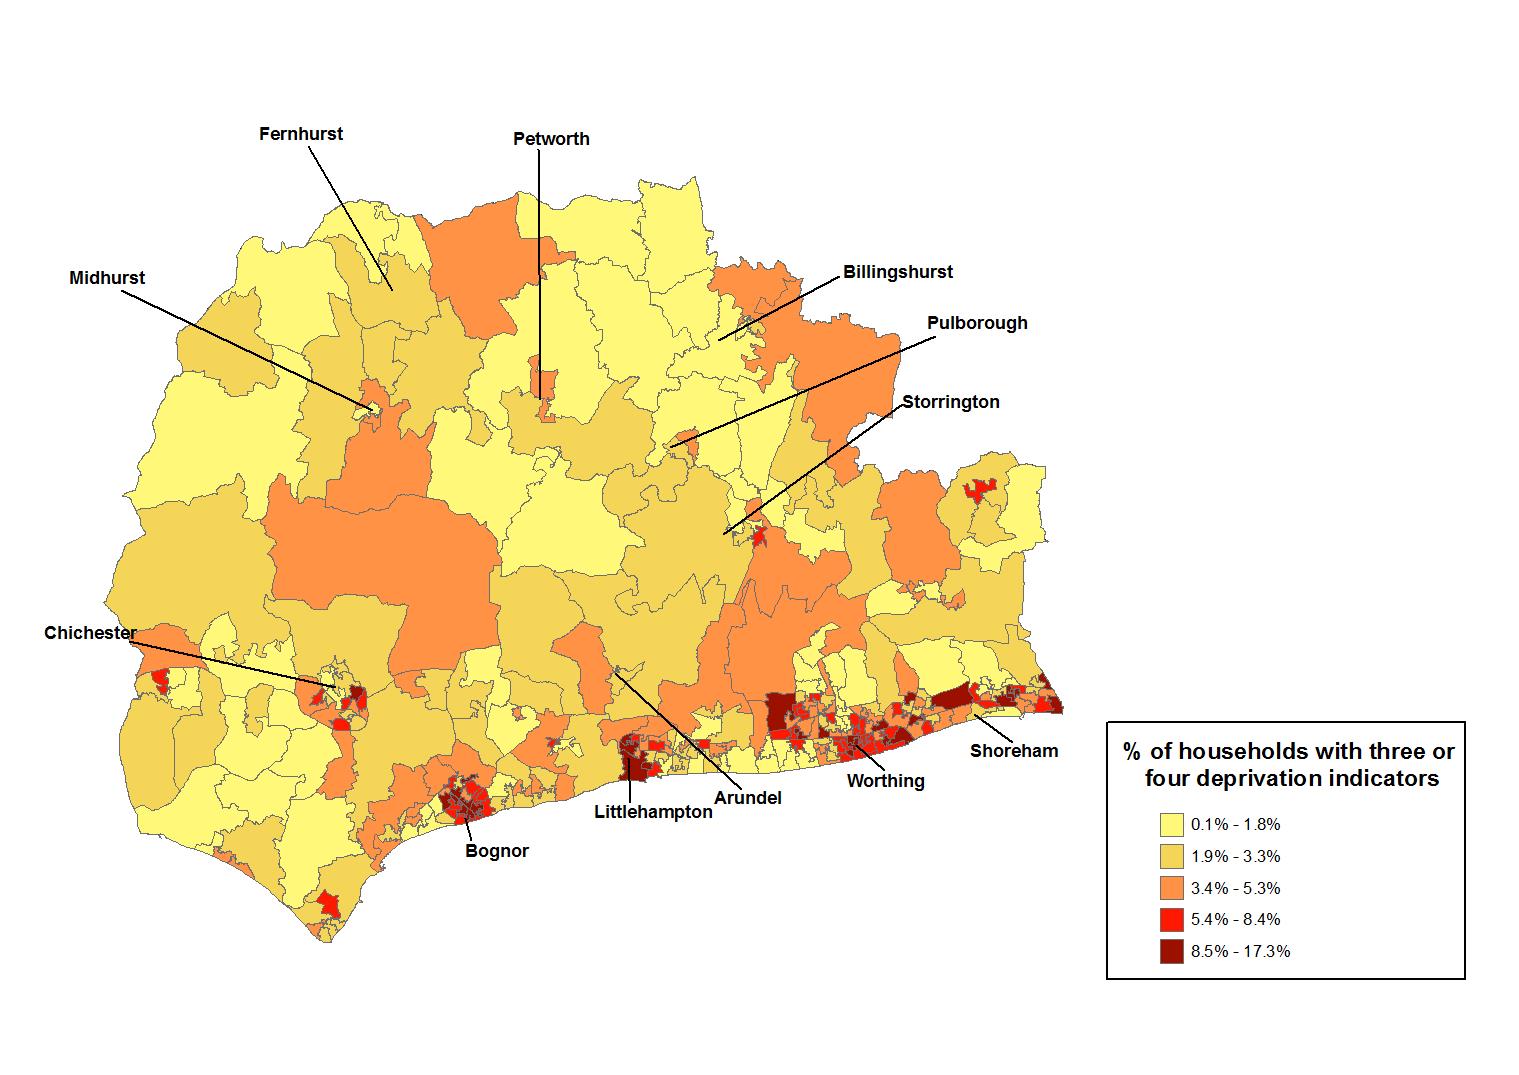 Fernhurst
Petworth
Midhurst
Billingshurst
Pulborough
Storrington
Chichester
Shoreham
Worthing
Arundel
Littlehampton
Bognor
% of households with three or
four deprivation indicators
0.1% - 1.8%
1.9% - 3.3%
3.4% - 5.3%
5.4% - 8.4%
8.5% - 17.3%